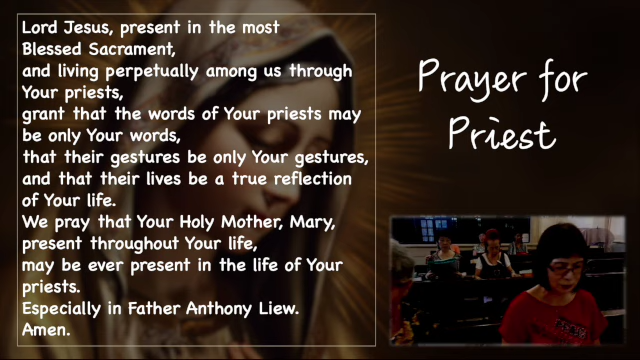 Lord Jesus, present in the most
Blessed Sacrament,
and living perpetually among us through
Your priests,
grant that the words of Your priests may
be only Your words,
that their gestures be only Your gestures,
and that their lives be a true reflection
of Your life.
We pray that Your Holy Mother, Mary,
present throughout Your life,
may be ever present in the life of Your
priests.
Especially in Father Anthony Liew.
Amen.
Prayer for
Priest